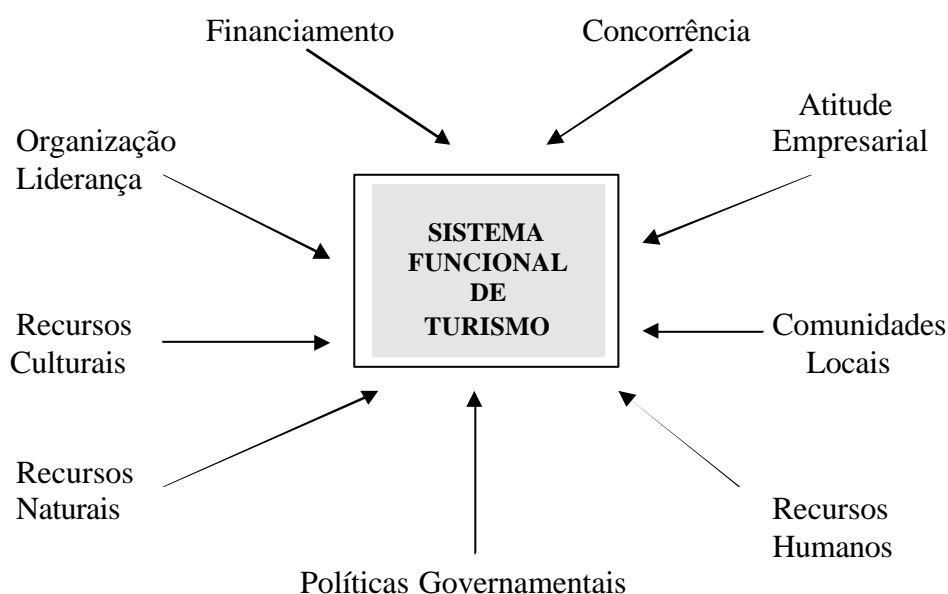 Financiamento
Concorrência
Atitude
Empresarial
Organização
Liderança
SISTEMA
FUNCIONAL
DE
TURISMO
Recursos
Culturais
Comunidades
Locais
Recursos
Naturais
Recursos
Humanos
Políticas Governamentais